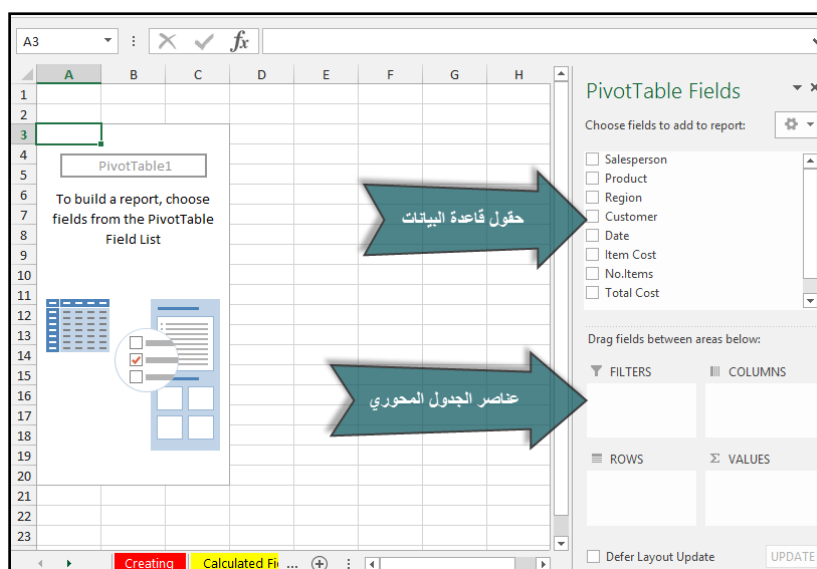 A3
fx
A B C D E F G H
1
2
3
4
5
6
7
8
9
10
11
12
13
14
15
16
17
18
19
20
21
22
23
PivotTable1
To build a report, choose
fields from the PivotTable
Field List
حقول قاعدة البيانات
عناصر الجدول المحوري
PivotTable Fields
Choose fields to add to report:
Salesperson
Product
Region
Customer
Date
Item Cost
No.Items
Total Cost
Drag fields between areas below:
FILTERS
COLUMNS
ROWS
Σ VALUES
Defer Layout Update
UPDATE
Creating
Calculated Fi ...